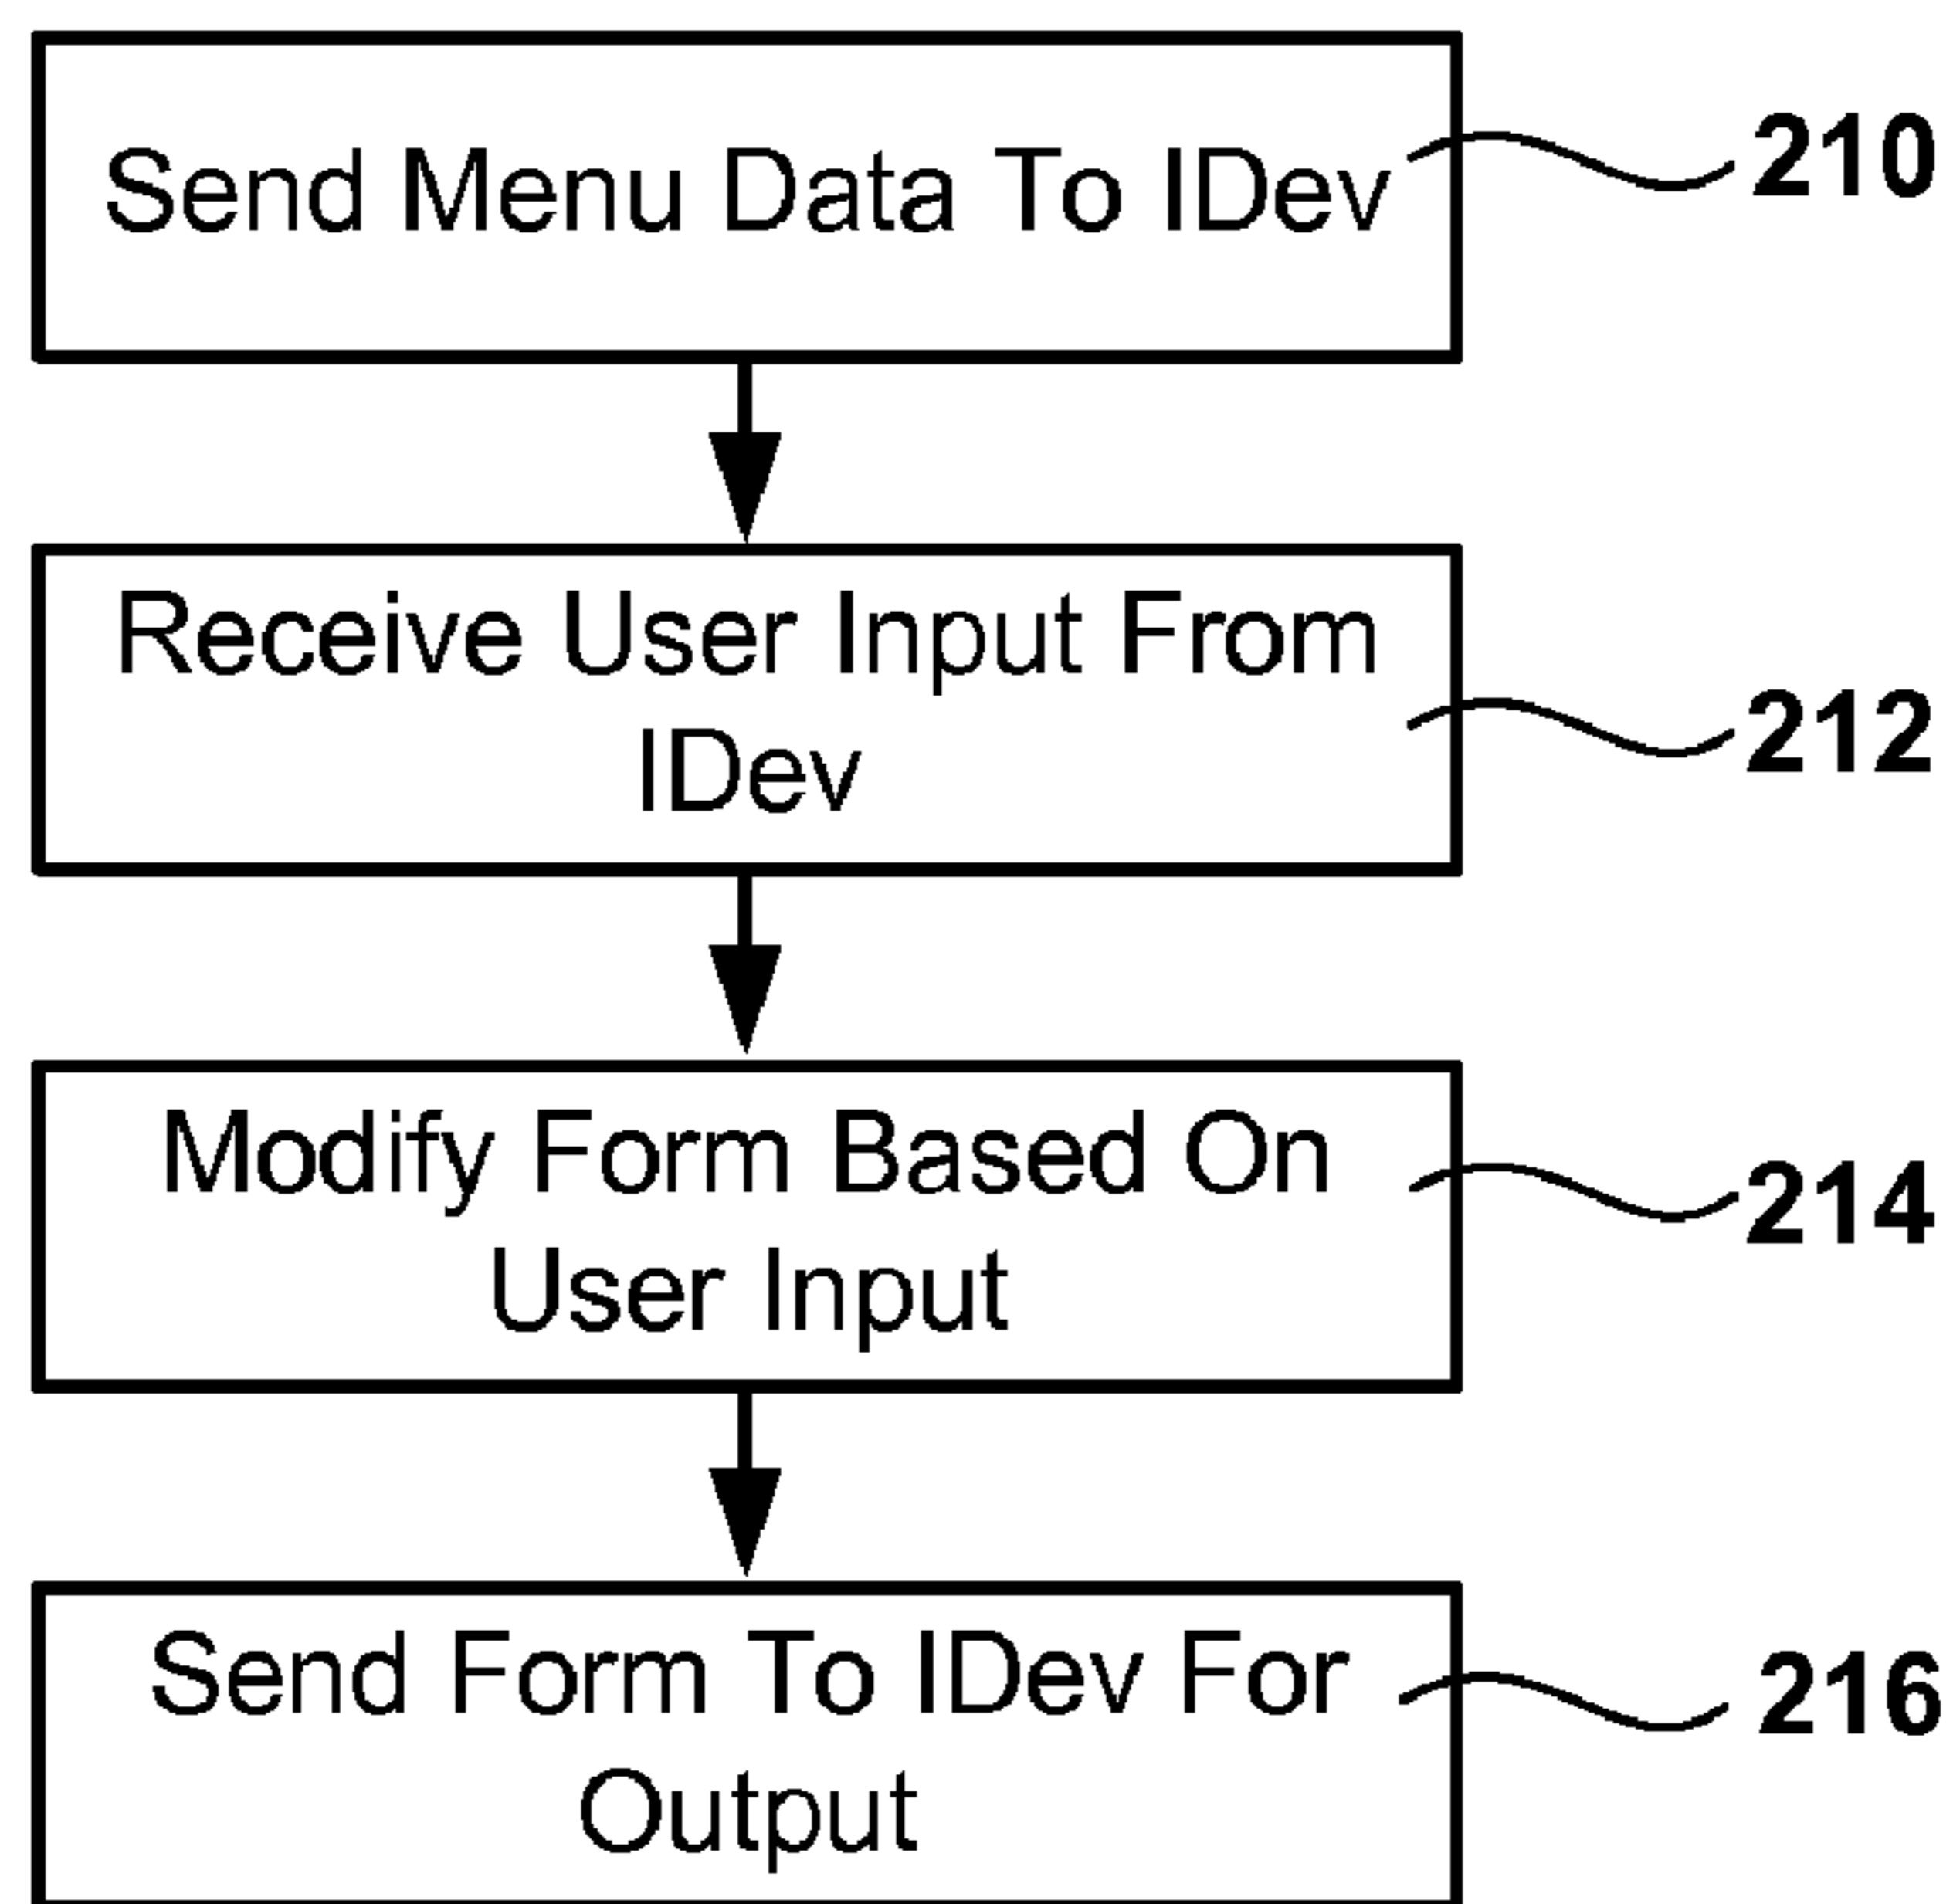 Send Menu Data To IDev
210
Receive User Input From
IDev
212
Modify Form Based On
User Input
214
Send Form To IDev For
Output
216